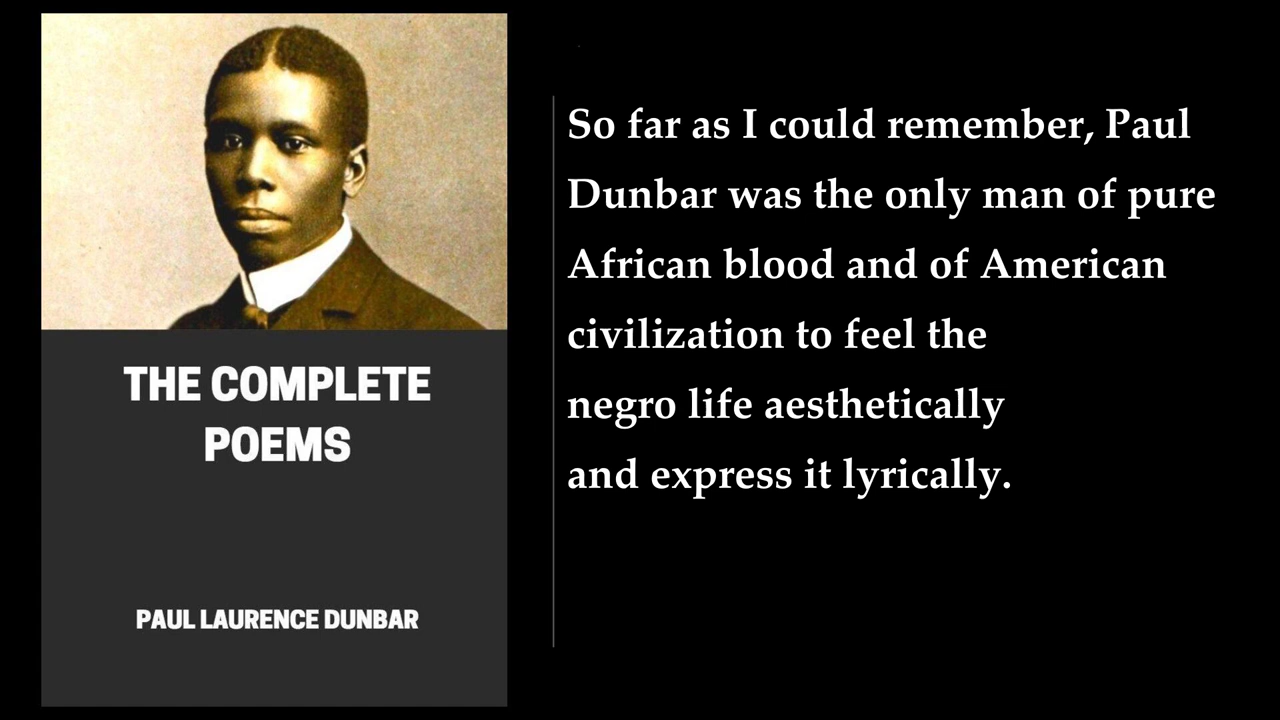 THE COMPLETE
POEMS
PAUL LAURENCE DUNBAR
So far as I could remember, Paul
Dunbar was the only man of pure
African blood and of American
civilization to feel the
negro life aesthetically
and express it lyrically.